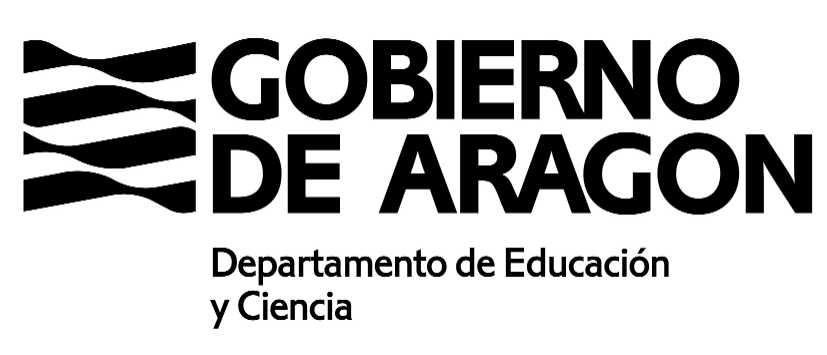 GOBIERNO
DE ARAGON
Departamento de Educación
y Ciencia